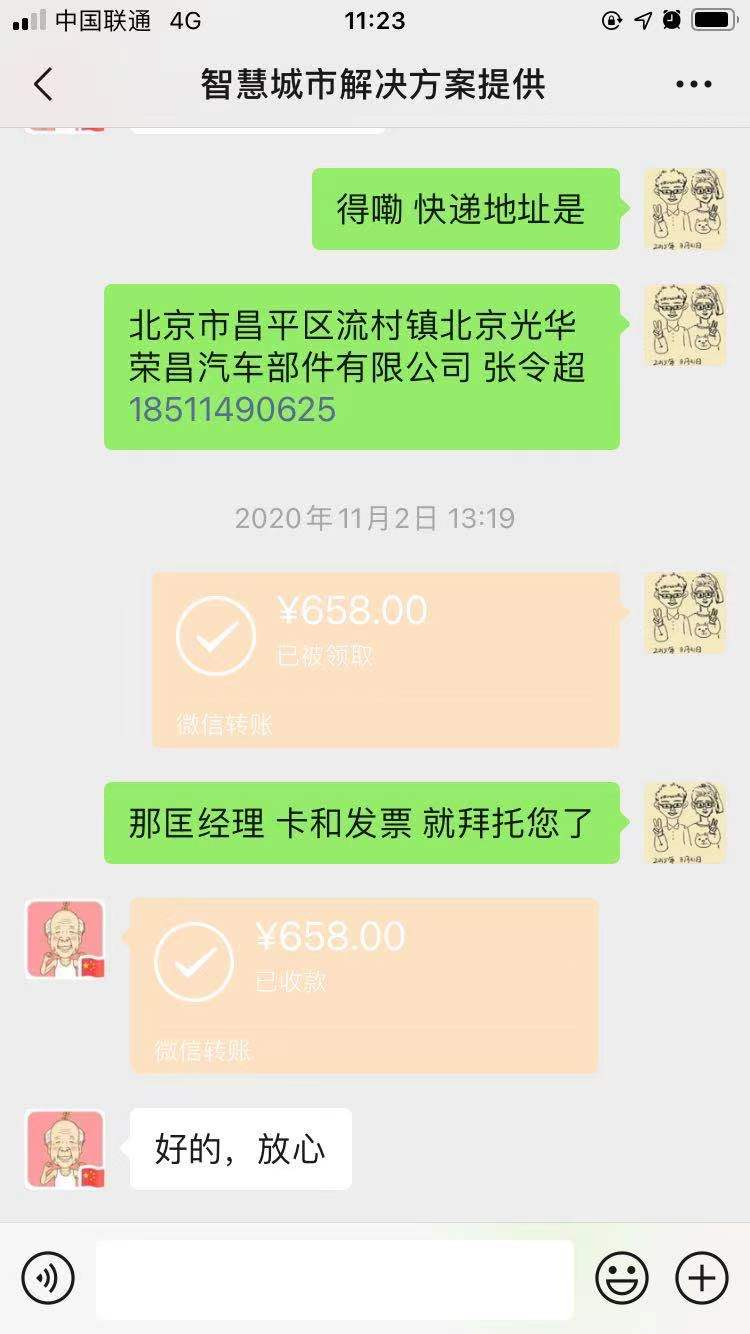 中国联通 4G 11:23
智慧城市解决方案提供
得嘞 快递地址是
北京市昌平区流村镇北京光华
荣昌汽车部件有限公司 张令超
18511490625
2020年11月2日 13:19
¥658.00
已被领取
微信转账
那匡经理 卡和发票 就拜托您了
¥658.00
已收款
微信转账
好的，放心